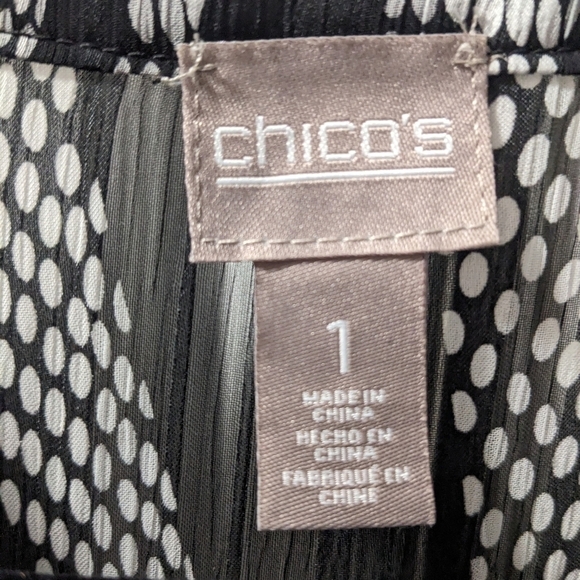 chico's
1
MADE IN
CHINA
HECHO EN
CHINA
FABRIQUÉ EN
CHINE